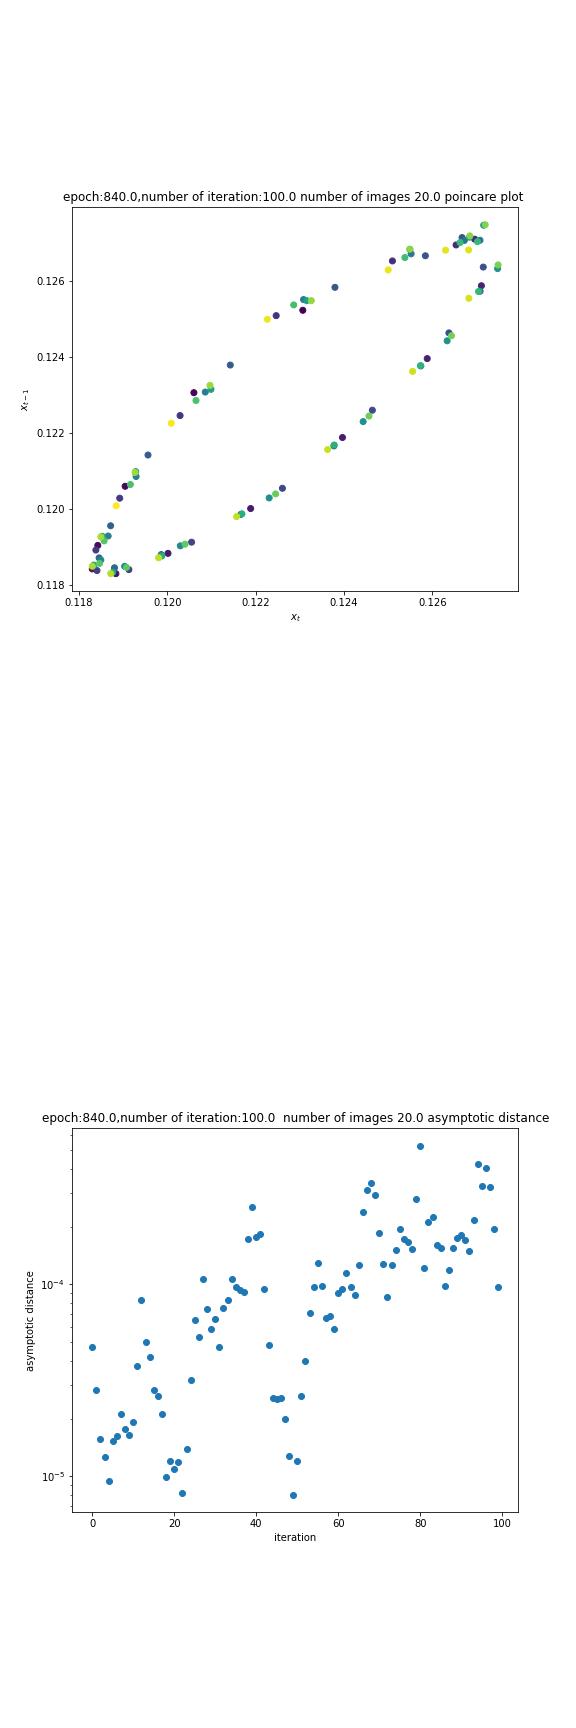 epoch:840.0,number of iteration:100.0 number of images 20.0 poincare plot
0.126
0.124
0.122
0.120
0.118
x_{t-1}
0.118 0.120 0.122 0.124 0.126
x_t
epoch:840.0,number of iteration:100.0  number of images 20.0 asymptotic distance
10^{-4}
10^{-5}
asymptotic distance
0 20 40 60 80 100
iteration